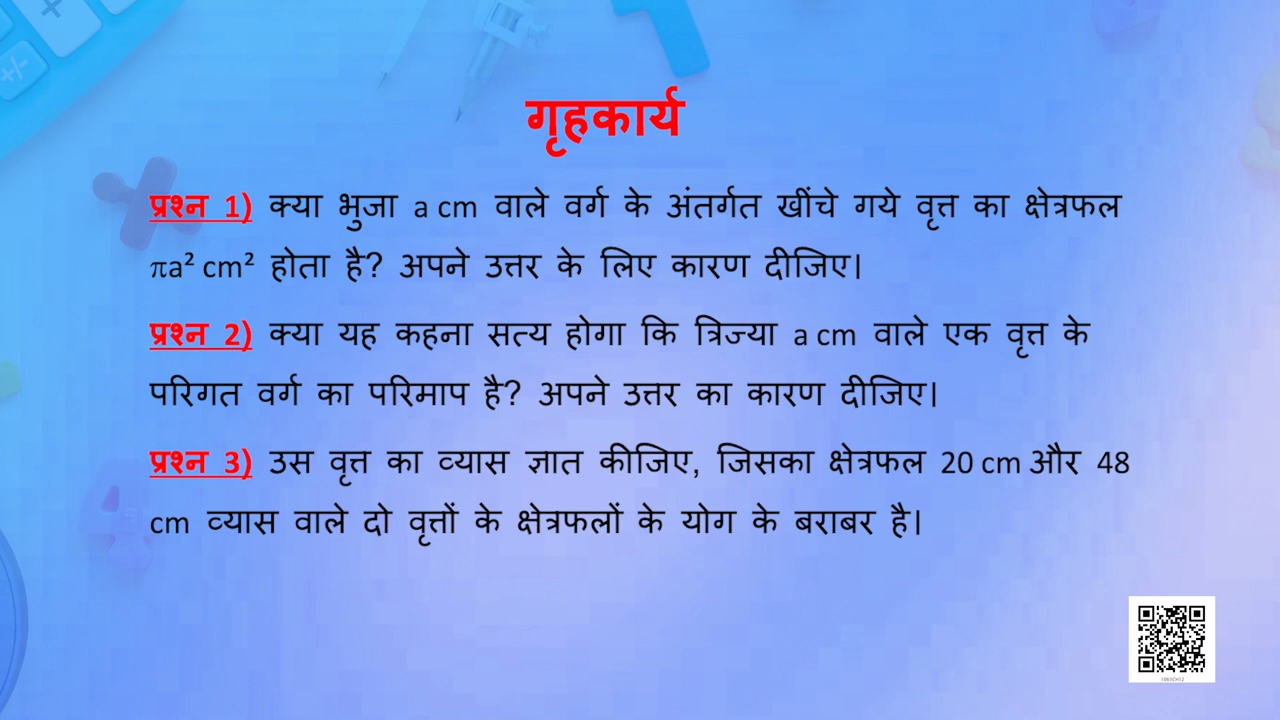 गृहकार्य
प्रश्न 1) क्या भुजा a cm वाले वर्ग के अंतर्गत खींचे गये वृत्त का क्षेत्रफल
πa² cm² होता है? अपने उत्तर के लिए कारण दीजिए।
प्रश्न 2) क्या यह कहना सत्य होगा कि त्रिज्या a cm वाले एक वृत्त के
परिगत वर्ग का परिमाप है? अपने उत्तर का कारण दीजिए।
प्रश्न 3) उस वृत्त का व्यास ज्ञात कीजिए, जिसका क्षेत्रफल 20 cm और 48
cm व्यास वाले दो वृत्तों के क्षेत्रफलों के योग के बराबर है।
1063CH12